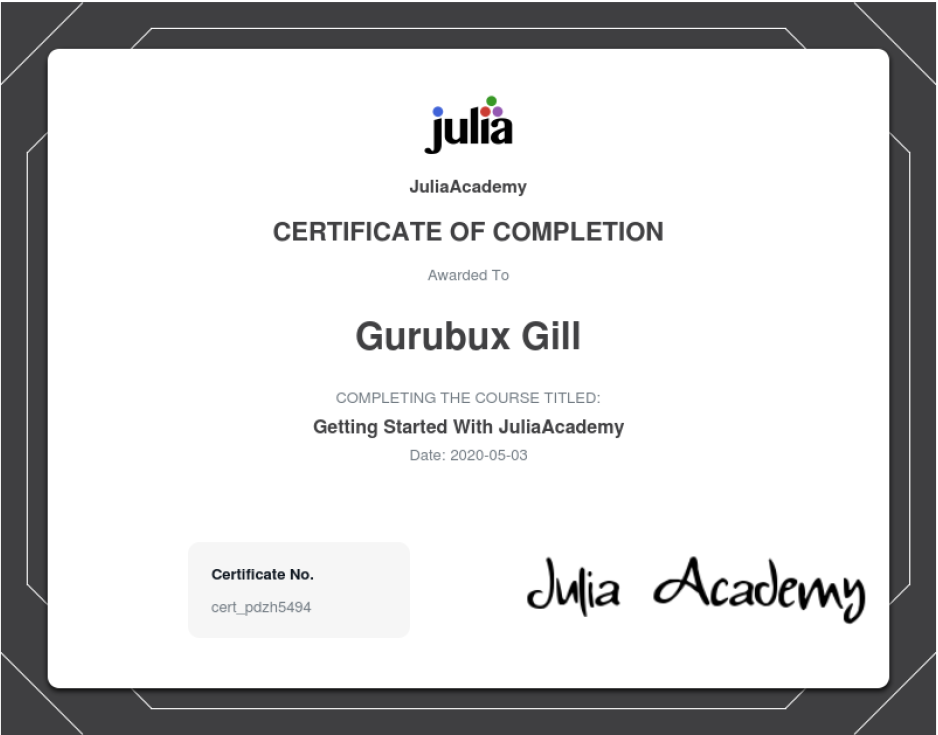 julia
JuliaAcademy
CERTIFICATE OF COMPLETION
Awarded To
Gurubux Gill
COMPLETING THE COURSE TITLED:
Getting Started With JuliaAcademy
Date: 2020-05-03
Certificate No.
cert_pdzh5494
Julia Academy